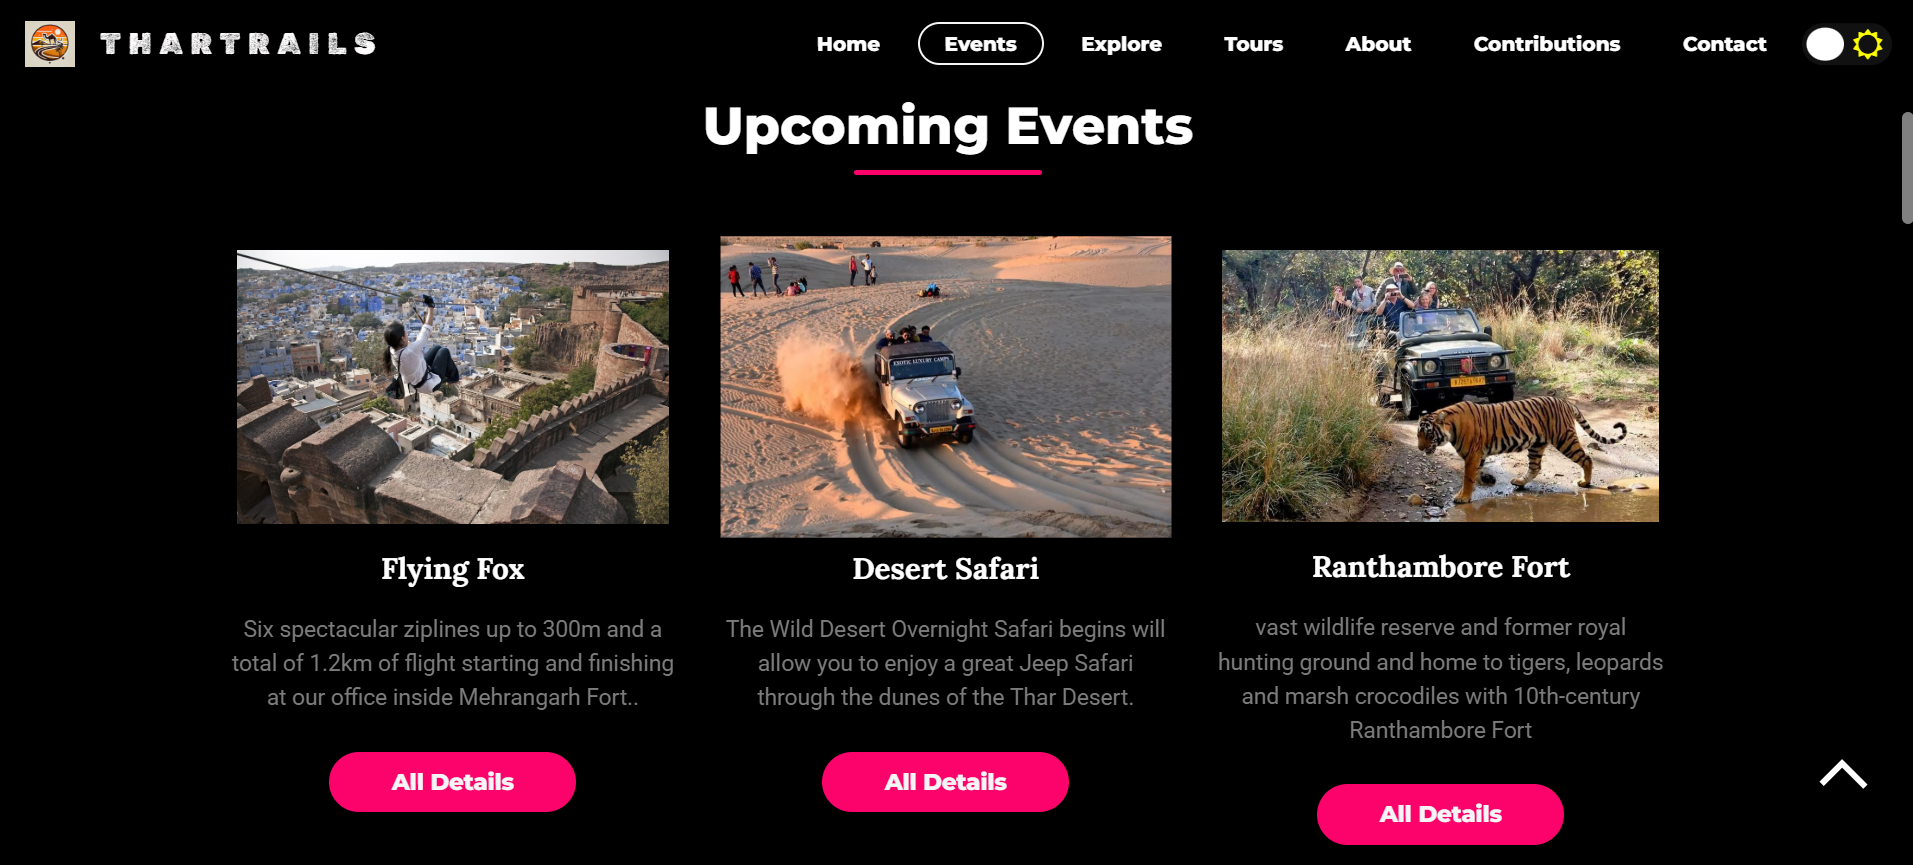 THARTRAILS
Home Events Explore Tours About Contributions Contact
Upcoming Events
EXOTIC LUXURY CAMPS
Flying Fox
Six spectacular ziplines up to 300m and a
total of 1.2km of flight starting and finishing
at our office inside Mehrangarh Fort..
All Details
Desert Safari
The Wild Desert Overnight Safari begins will
allow you to enjoy a great Jeep Safari
through the dunes of the Thar Desert.
All Details
Ranthambore Fort
vast wildlife reserve and former royal
hunting ground and home to tigers, leopards
and marsh crocodiles with 10th-century
Ranthambore Fort
All Details